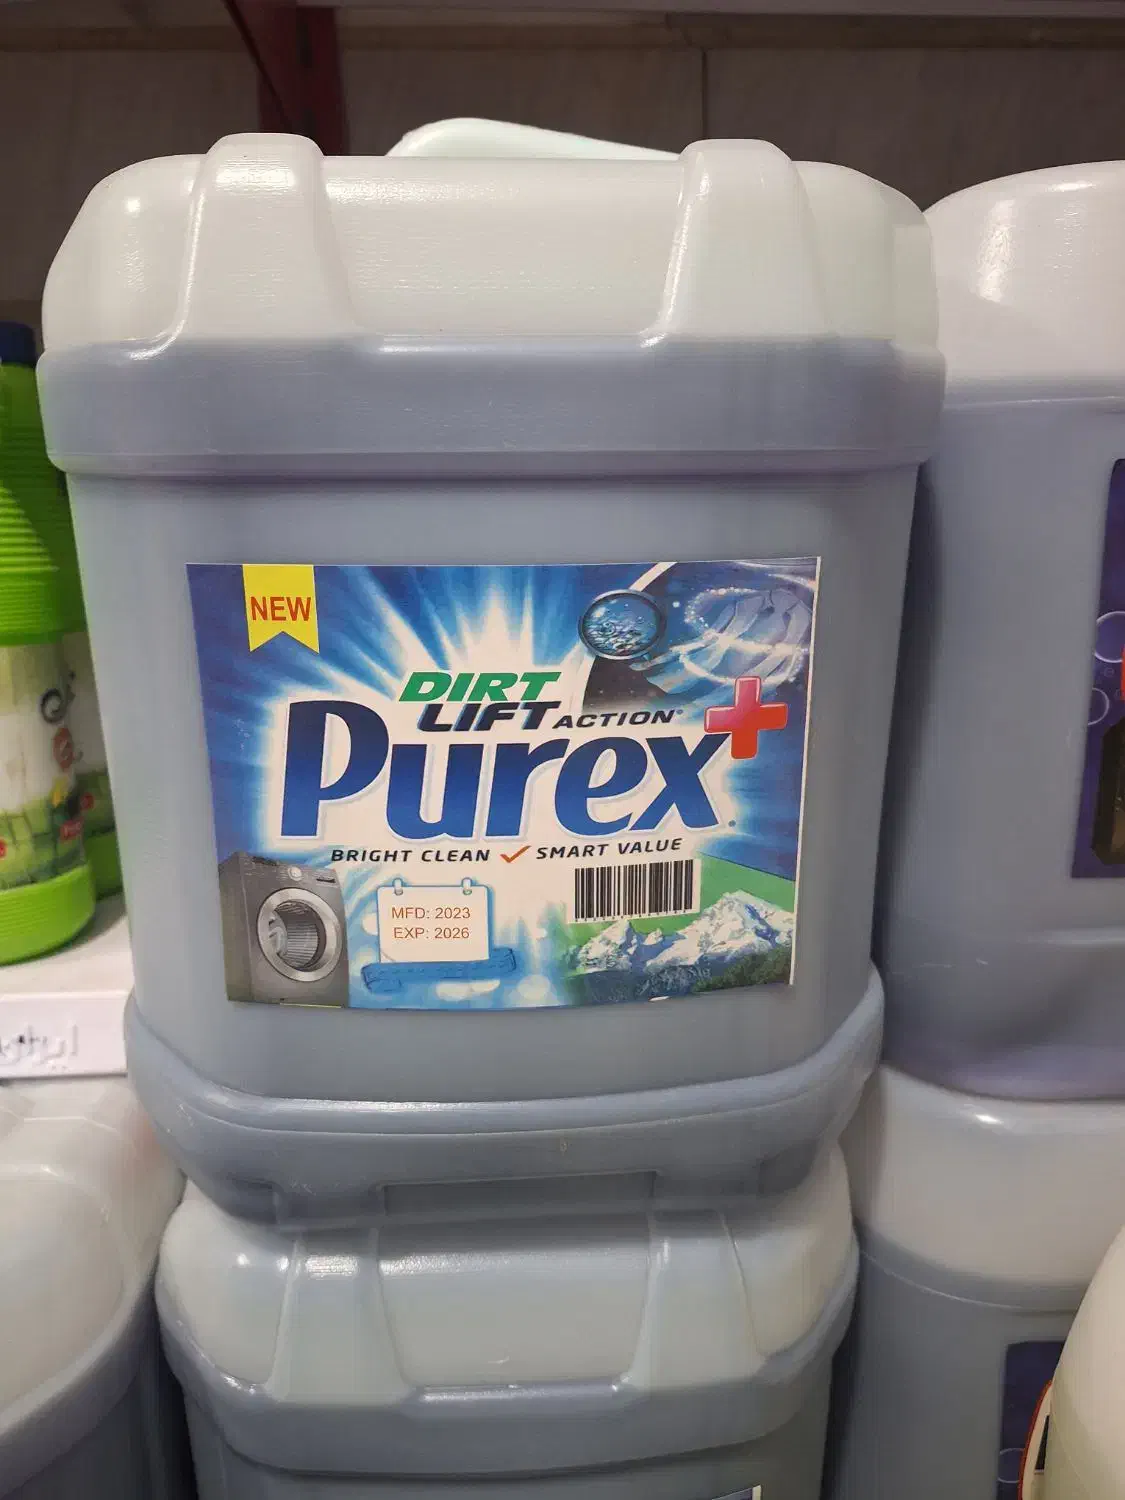 NEW
DIRT
LIFT ACTION®
Purex+
BRIGHT CLEAN ✓ SMART VALUE
MFD: 2023
EXP: 2026